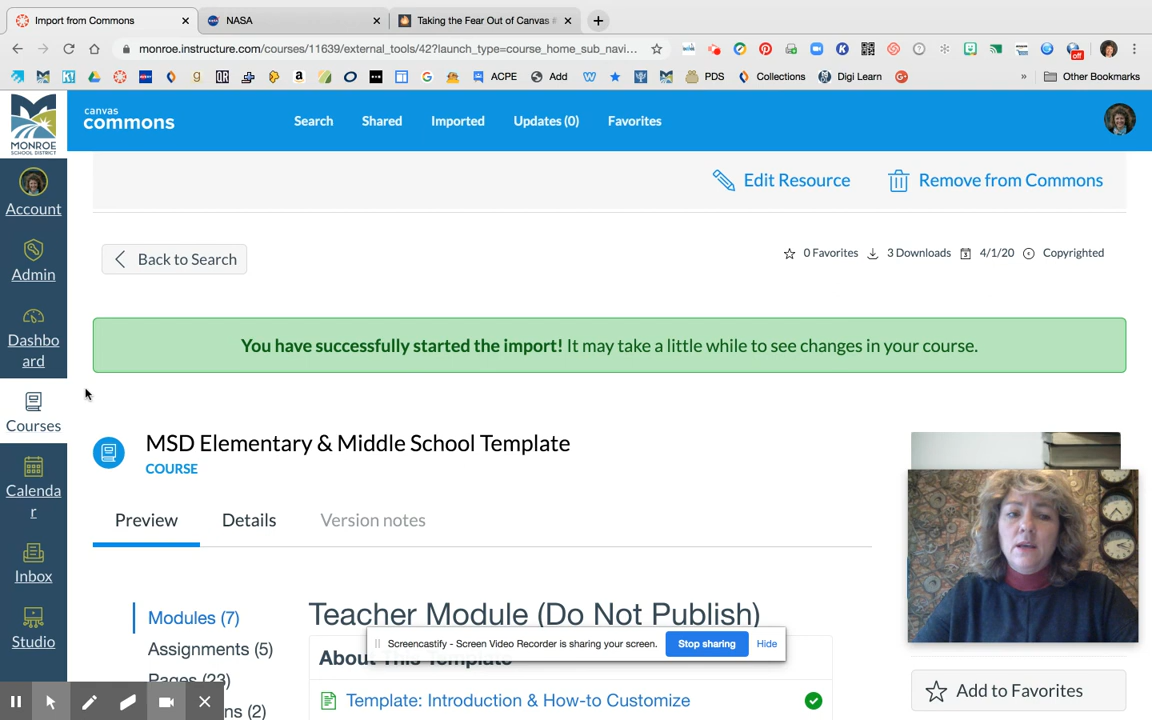 Import from Commons
NASA
Taking the Fear Out of Canvas
monroe.instructure.com/courses/11639/external_tools/42?launch_type=course_home_sub_navi...
off
ACPE
Add
PDS
Collections
Digi Learn
»
Other Bookmarks
MONROE
SCHOOL DISTRICT
canvas
commons
Search
Shared
Imported
Updates (0)
Favorites
Account
Admin
Dashbo
ard
Courses
Calenda
r
Inbox
Studio
Edit Resource
Remove from Commons
Back to Search
0 Favorites
3 Downloads
4/1/20
Copyrighted
You have successfully started the import! It may take a little while to see changes in your course.
MSD Elementary & Middle School Template
COURSE
Preview
Details
Version notes
Modules (7)
Assignments (5)
Pages (23)
ns (2)
Teacher Module (Do Not Publish)
Screencastify - Screen Video Recorder is sharing your screen.
Stop sharing
Hide
About This Template
Template: Introduction & How-to Customize
Add to Favorites